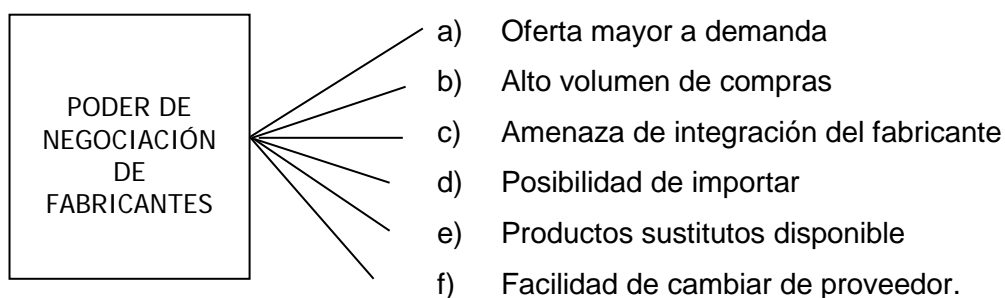 PODER DE
NEGOCIACIÓN
DE
FABRICANTES
a) Oferta mayor a demanda
b) Alto volumen de compras
c) Amenaza de integración del fabricante
d) Posibilidad de importar
e) Productos sustitutos disponible
f) Facilidad de cambiar de proveedor.